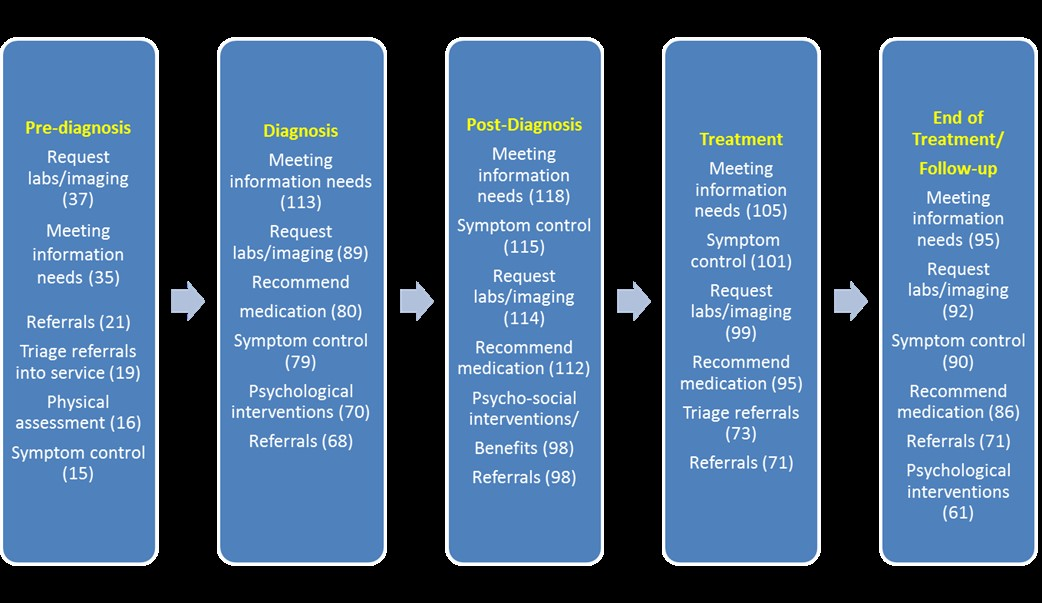 Pre-diagnosis
Request
labs/imaging
(37)
Meeting
information
needs (35)
Referrals (21)
Triage referrals
into service (19)
Physical
assessment (16)
Symptom control
(15)
Diagnosis
Meeting
information needs
(113)
Request
labs/imaging (89)
Recommend
medication (80)
Symptom control
(79)
Psychological
interventions (70)
Referrals (68)
Post-Diagnosis
Meeting
information
needs (118)
Symptom control
(115)
Request
labs/imaging
(114)
Recommend
medication (112)
Psycho-social
interventions/
Benefits (98)
Referrals (98)
Treatment
Meeting
information
needs (105)
Symptom
control (101)
Request
labs/imaging
(99)
Recommend
medication (95)
Triage referrals
(73)
Referrals (71)
End of
Treatment/
Follow-up
Meeting
information
needs (95)
Request
labs/imaging
(92)
Symptom control
(90)
Recommend
medication (86)
Referrals (71)
Psychological
interventions
(61)